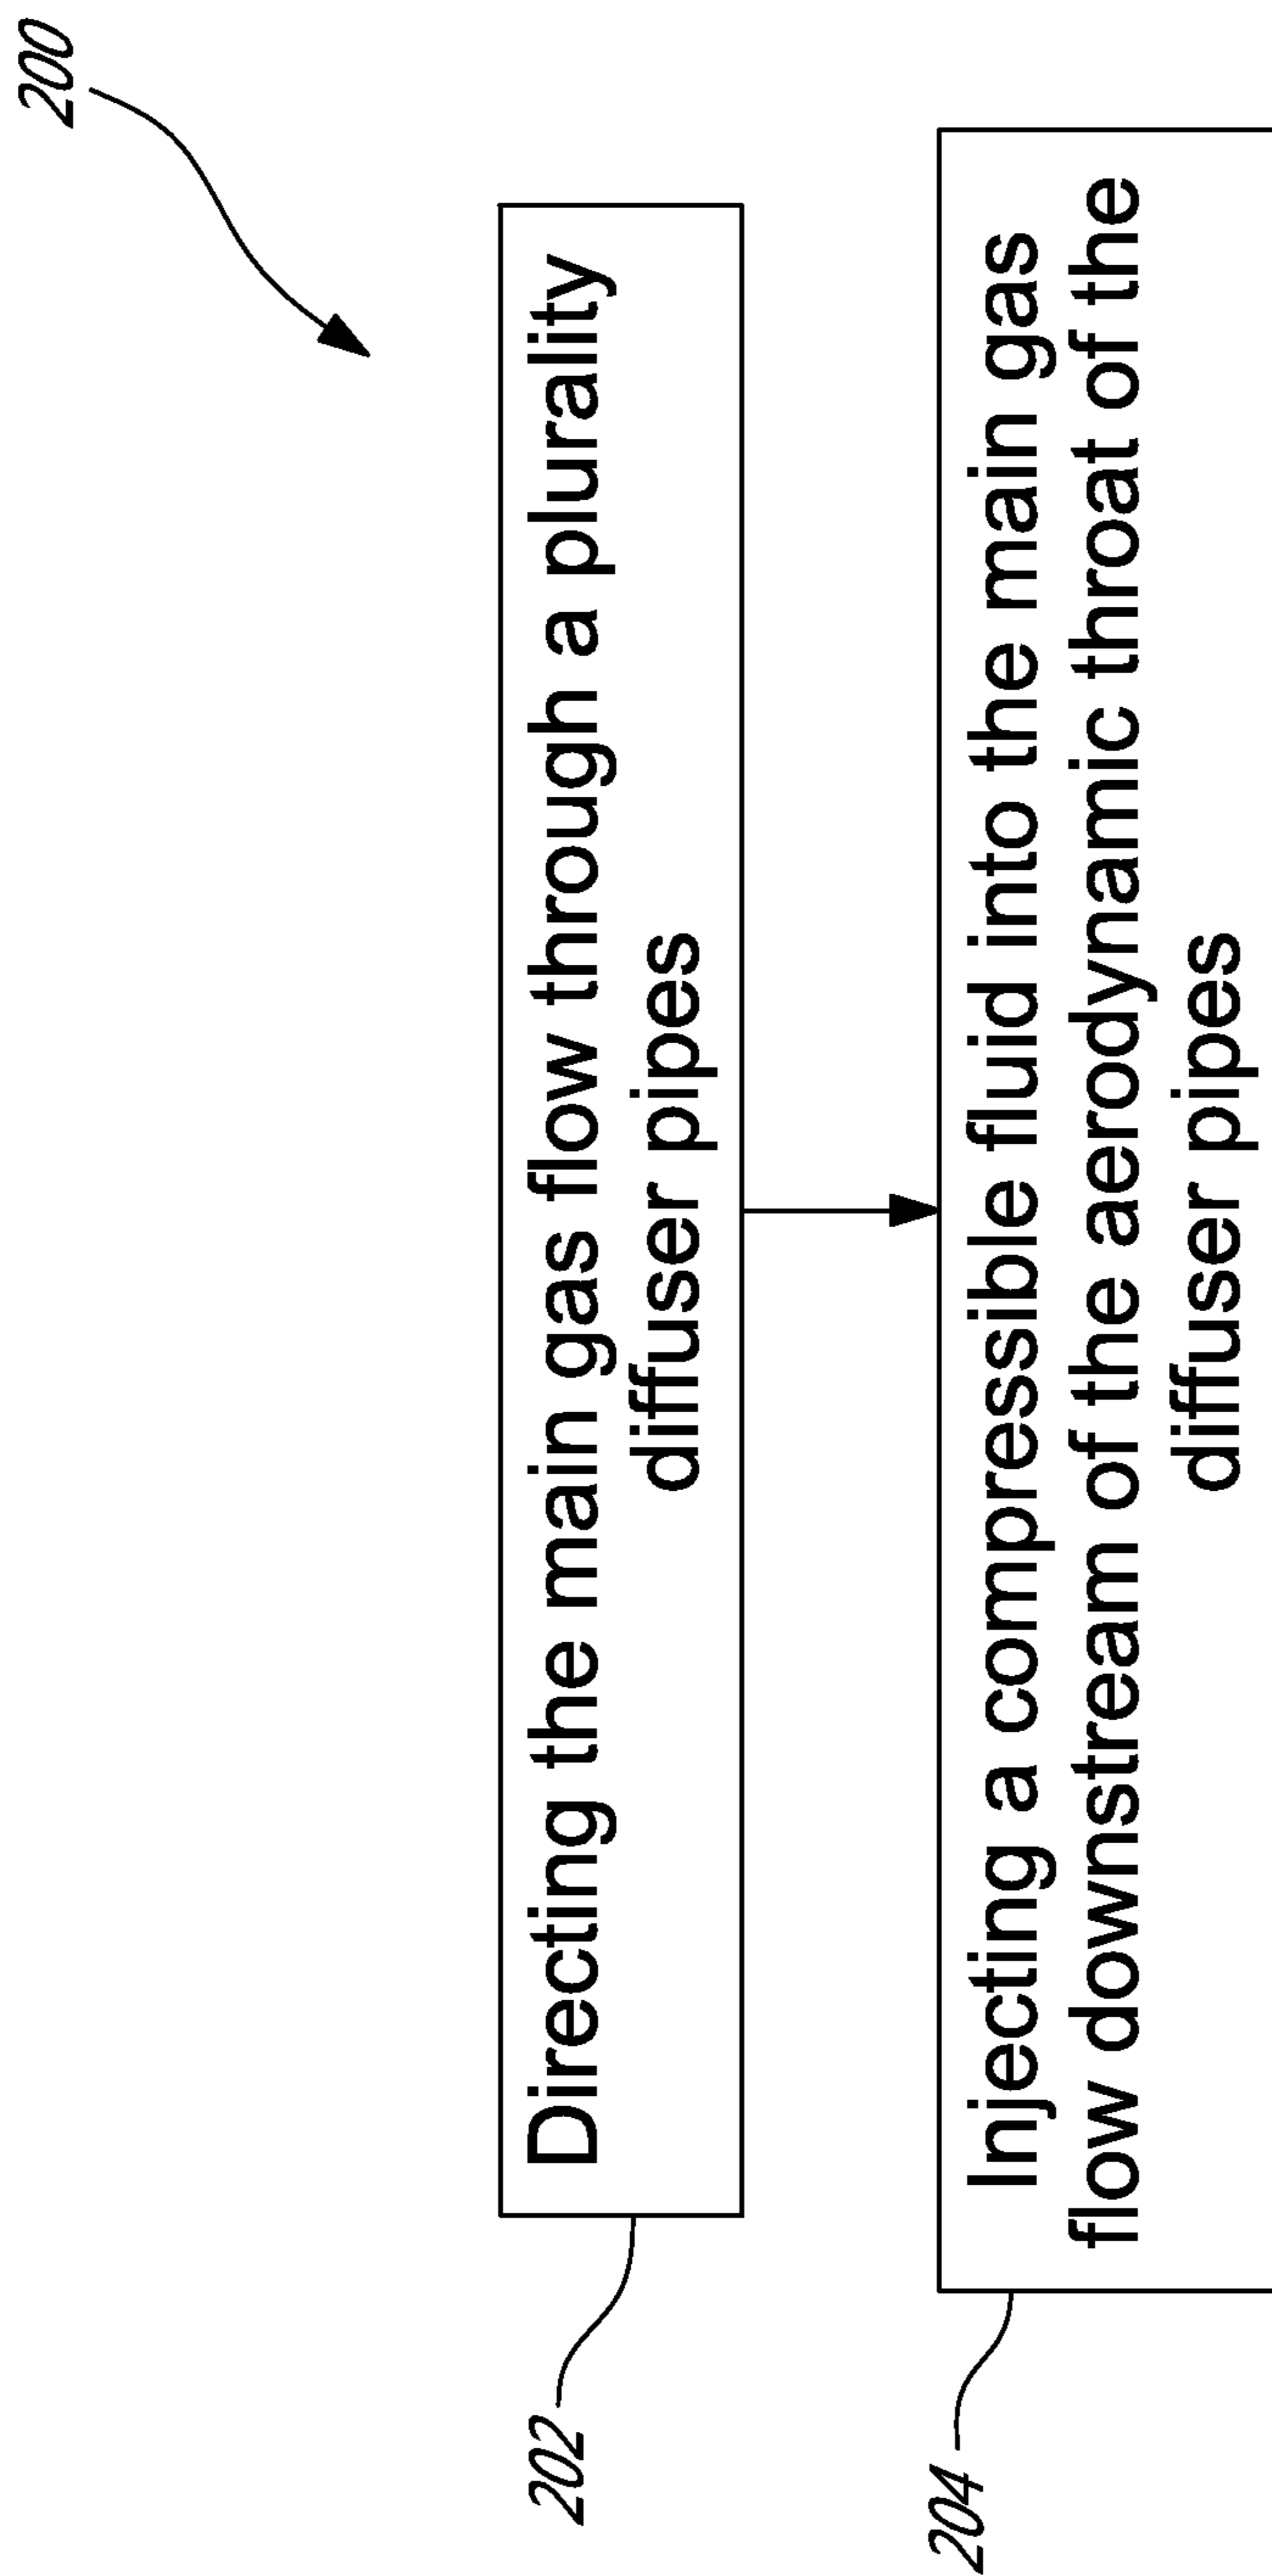 200
202
Directing the main gas flow through a plurality
diffuser pipes
204
Injecting a compressible fluid into the main gas
flow downstream of the aerodynamic throat of the
diffuser pipes